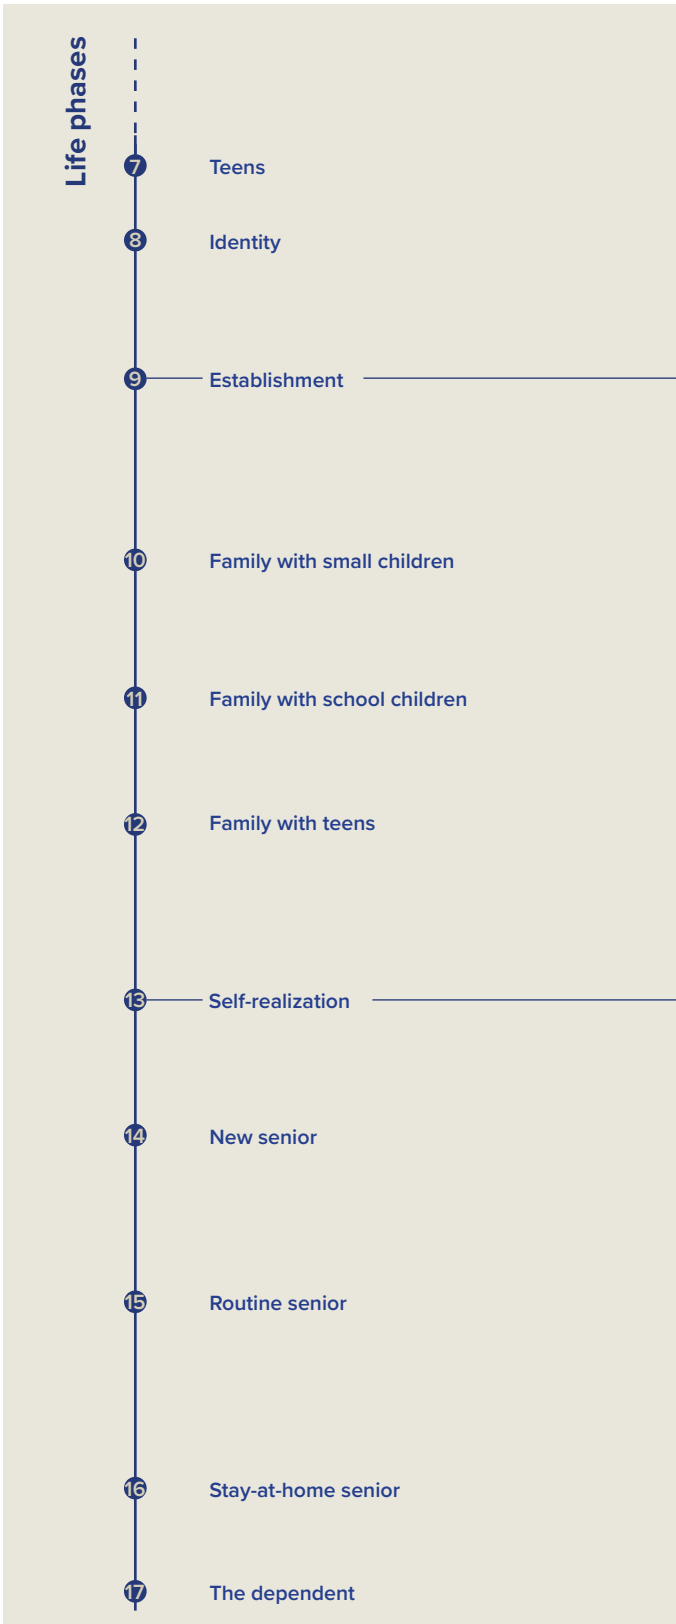 Life phases
7 Teens
8 Identity
9 Establishment
10 Family with small children
11 Family with school children
12 Family with teens
13 Self-realization
14 New senior
15 Routine senior
16 Stay-at-home senior
17 The dependent